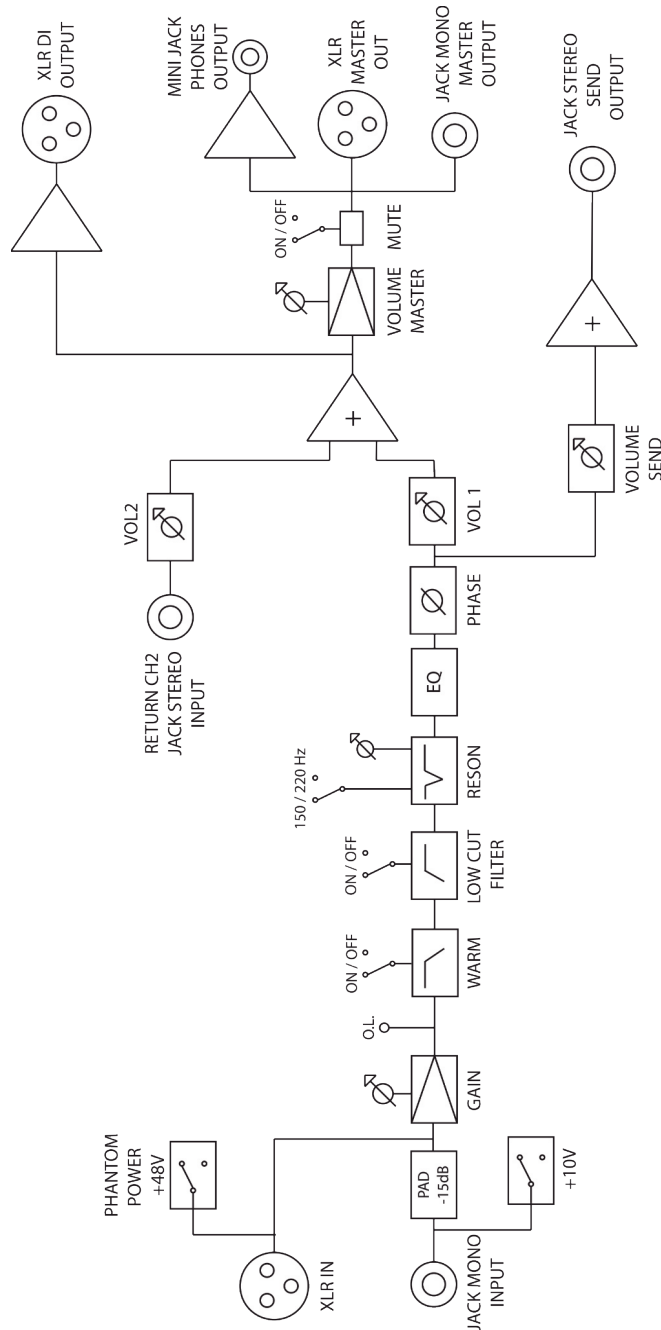 PHANTOM
POWER
+48V
XLR IN
JACK MONO
INPUT
PAD
-15dB
+10V
GAIN
O.L.
ON / OFF
WARM
ON / OFF
LOW CUT
FILTER
150 / 220 Hz
RESON
EQ
PHASE
RETURN CH2
JACK STEREO
INPUT
VOL2
VOL 1
VOLUME
SEND
+
+
VOLUME
MASTER
ON / OFF
MUTE
XLR DI
OUTPUT
MINI JACK
PHONES
OUTPUT
XLR
MASTER
OUT
JACK MONO
MASTER
OUTPUT
JACK STEREO
SEND
OUTPUT